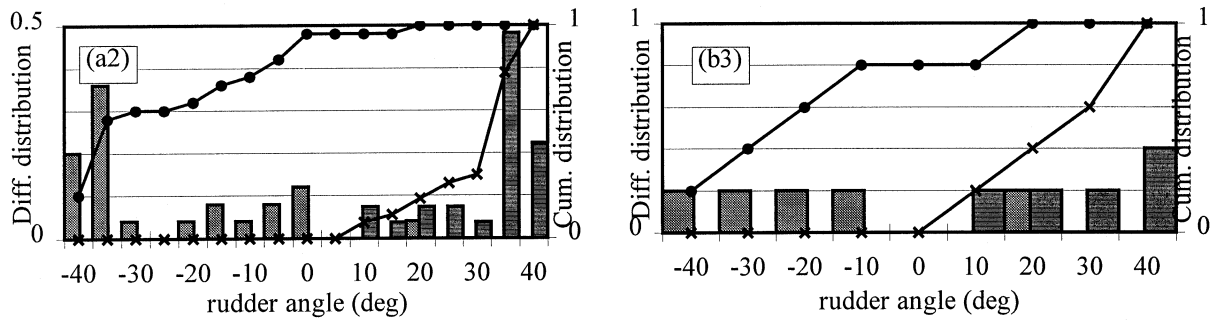 0.5
0
Diff. distribution
(a2)
1
0
Cum. distribution
-40 -30 -20 -10 0 10 20 30 40
rudder angle (deg)
1
0
Diff. distribution
(b3)
1
0
Cum. distribution
-40 -30 -20 -10 0 10 20 30 40
rudder angle (deg)